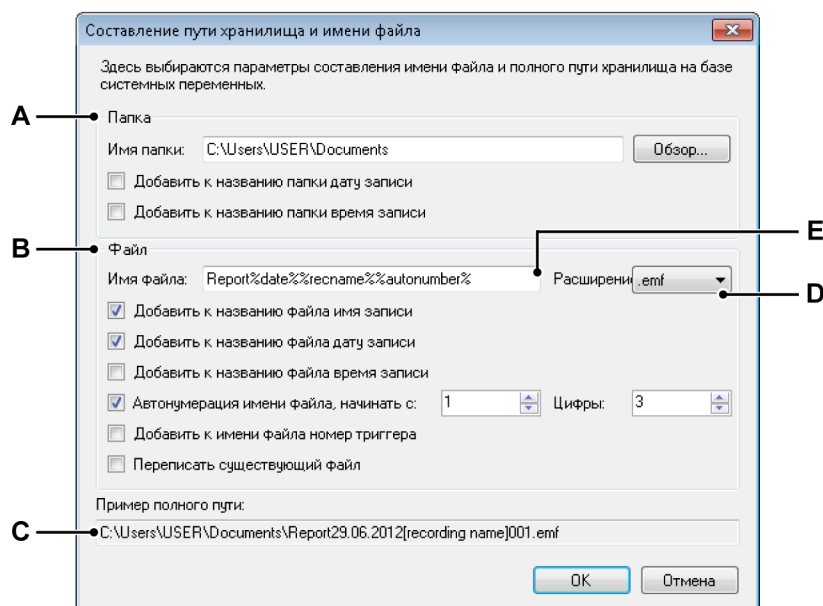 Составление пути хранилища и имени файла
Здесь выбираются параметры составления имени файла и полного пути хранилища на базе
системных переменных.
A
Папка
Имя папки: C:\Users\USER\Documents Обзор...
Добавить к названию папки дату записи
Добавить к названию папки время записи
B
Файл
E
Имя файла: Report%date%%recname%%autonumber% Расширени .emf
D
Добавить к названию файла имя записи
Добавить к названию файла дату записи
Добавить к названию файла время записи
Автонумерация имени файла, начинать с: 1 Цифры: 3
Добавить к имени файла номер триггера
Переписать существующий файл
Пример полного пути:
C
C:\Users\USER\Documents\Report29.06.2012[recording name]001.emf
OK Отмена